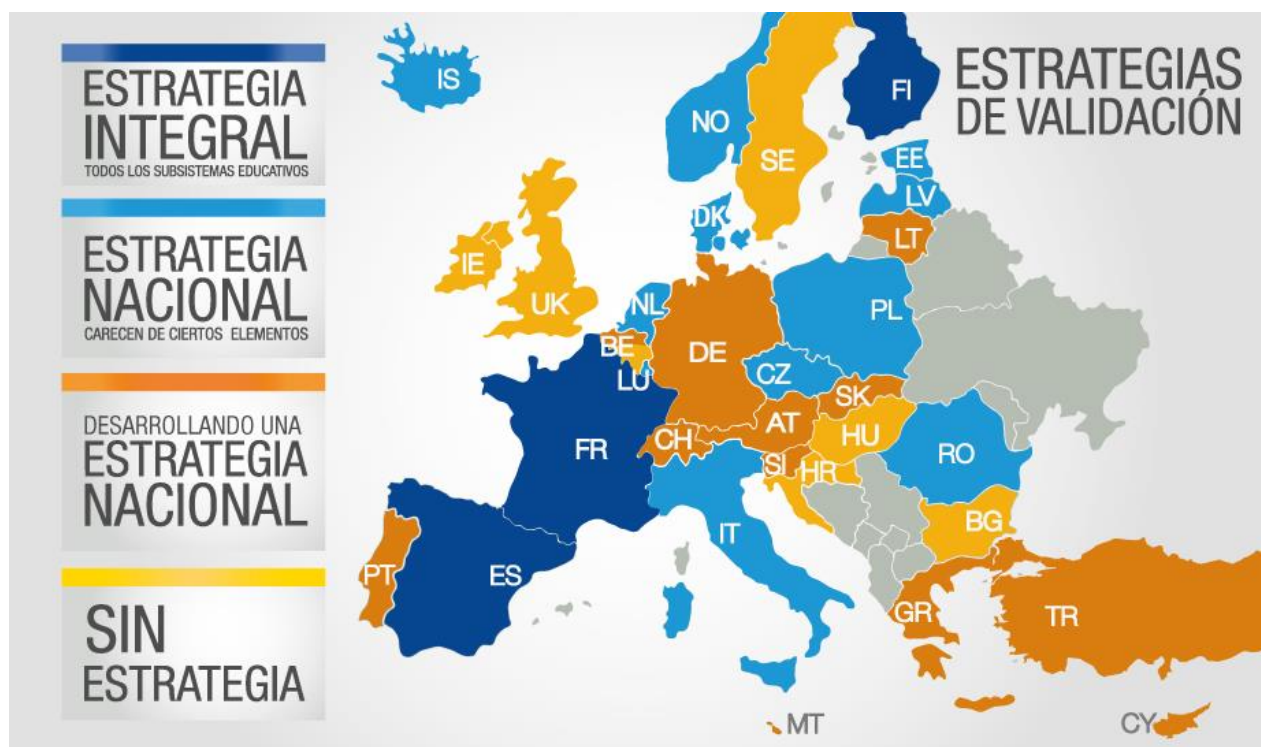 ESTRATEGIA
INTEGRAL
TODOS LOS SUBSISTEMAS EDUCATIVOS
ESTRATEGIA
NACIONAL
CARECEN DE CIERTOS ELEMENTOS
DESARROLLANDO UNA
ESTRATEGIA
NACIONAL
SIN
ESTRATEGIA
ESTRATEGIAS
DE VALIDACIÓN
IS
FI
NO
SE
EE
LV
DK
LT
IE
UK
NL
PL
BE
DE
LU
CZ
SK
FR
CH
AT
HU
SI
HR
RO
IT
BG
PT
ES
GR
TR
MT
CY